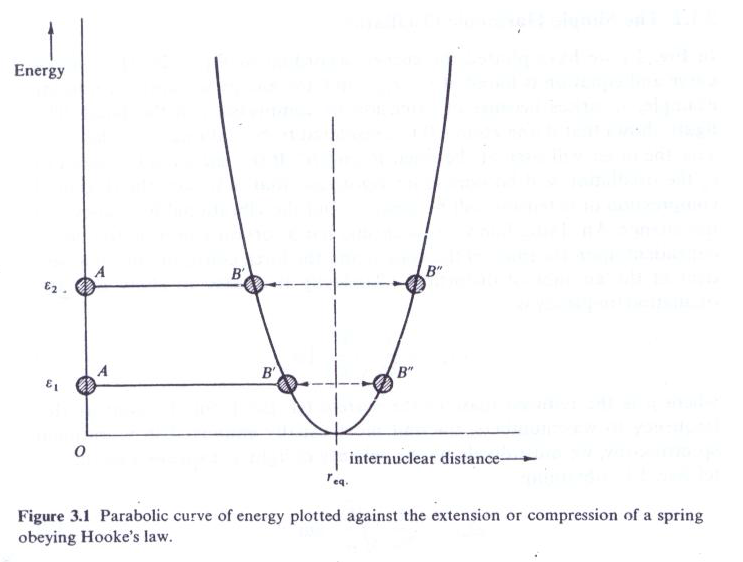 Energy
ε₂
A
B′
B″
ε₁
A
B′
B″
O
internuclear distance
r eq.
Figure 3.1 Parabolic curve of energy plotted against the extension or compression of a spring
obeying Hooke's law.